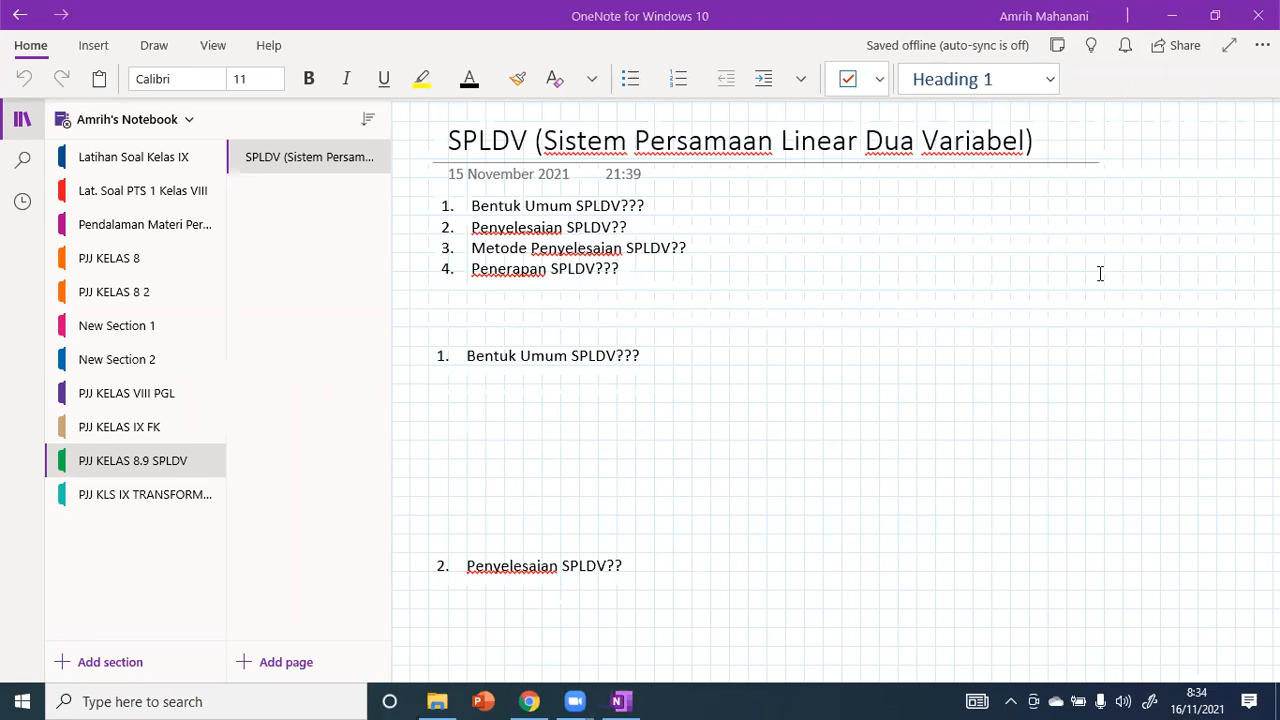 OneNote for Windows 10
Amrih Mahanani
Home Insert Draw View Help
Saved offline (auto-sync is off)
Share
Calibri 11 B I U A A Heading 1
Amrih's Notebook
Latihan Soal Kelas IX
Lat. Soal PTS 1 Kelas VIII
Pendalaman Materi Per...
PJJ KELAS 8
PJJ KELAS 8 2
New Section 1
New Section 2
PJJ KELAS VIII PGL
PJJ KELAS IX FK
PJJ KELAS 8.9 SPLDV
PJJ KLS IX TRANSFORM...
Add section
SPLDV (Sistem Persam...
Add page
SPLDV (Sistem Persamaan Linear Dua Variabel)
15 November 2021 21:39
1. Bentuk Umum SPLDV???
2. Penyelesaian SPLDV??
3. Metode Penyelesaian SPLDV??
4. Penerapan SPLDV???
1. Bentuk Umum SPLDV???
2. Penyelesaian SPLDV??
Type here to search
8:34
16/11/2021